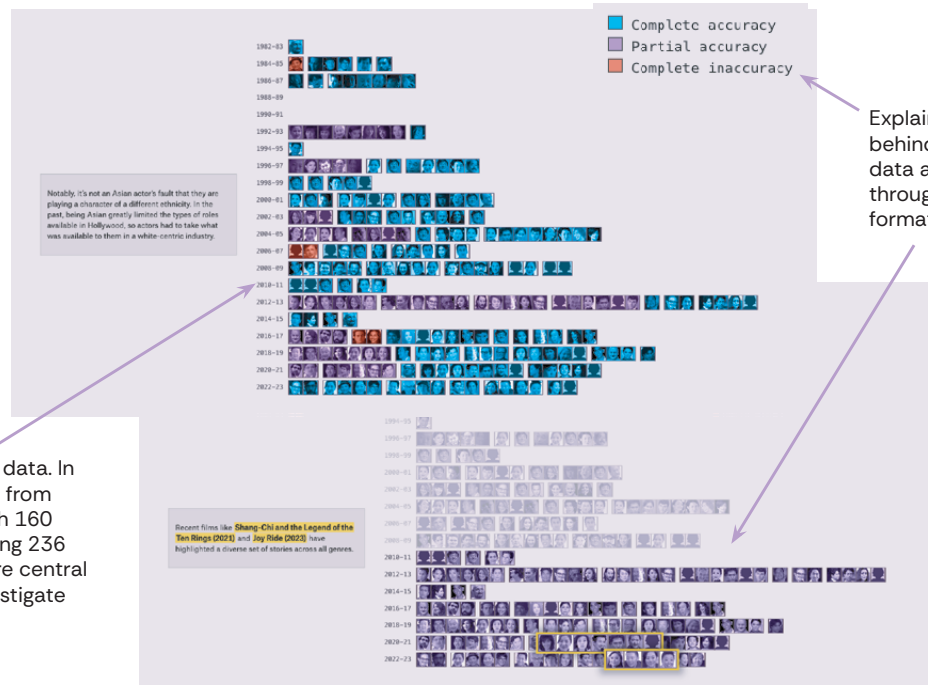 Complete accuracy
Partial accuracy
Complete inaccuracy
1982-83
1984-85
1986-87
1988-89
1990-91
1992-93
1994-95
1996-97
1998-99
2000-01
2002-03
2004-05
2006-07
2008-09
2010-11
2012-13
2014-15
2016-17
2018-19
2020-21
2022-23
Notably, it's not an Asian actor's fault that they are
playing a character of a different ethnicity. In the
past, being Asian greatly limited the types of roles
available in Hollywood, so actors had to take what
was available to them in a white-centric industry.
Explain
behind
data a
throug
format
data. In
from
h 160
ng 236
re central
stigate
1994-95
1996-97
1998-99
2000-01
2002-03
2004-05
2006-07
2008-09
2010-11
2012-13
2014-15
2016-17
2018-19
2020-21
2022-23
Recent films like Shang-Chi and the Legend of the
Ten Rings (2021) and Joy Ride (2023) have
highlighted a diverse set of stories across all genres.